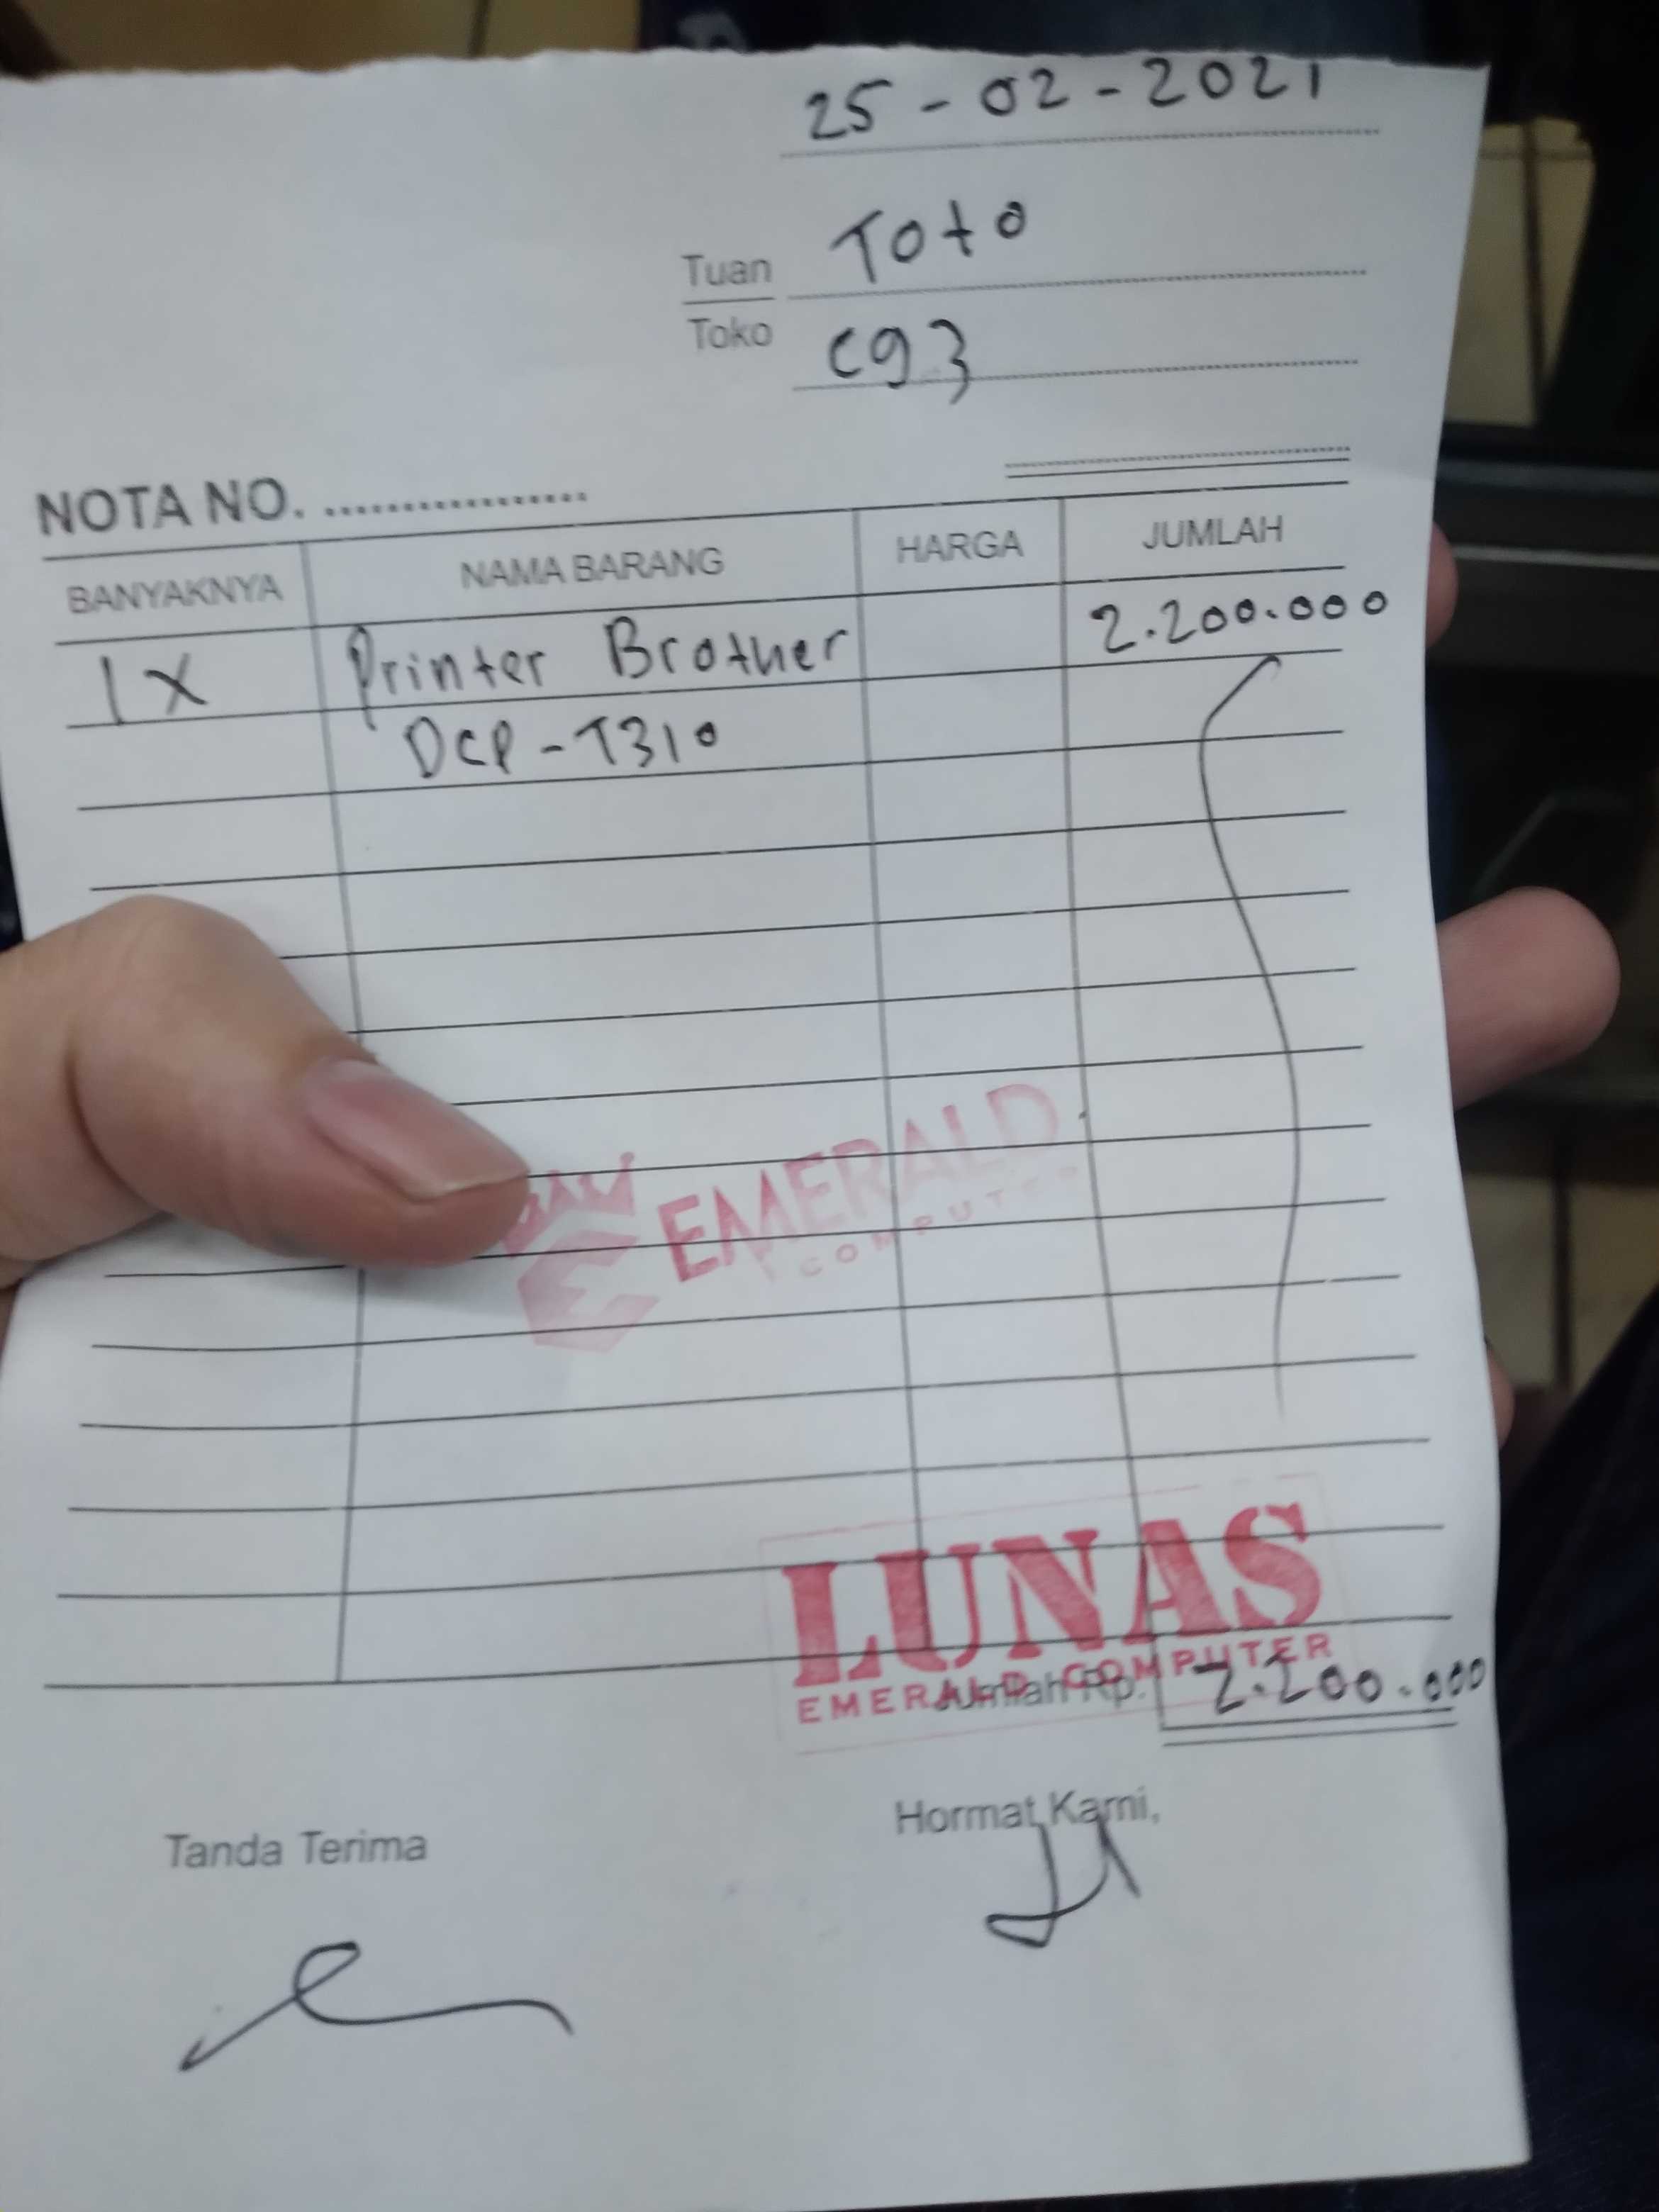 25 - 02 - 2021
Tuan Toto
Toko C93
NOTA NO. .................
BANYAKNYA NAMA BARANG HARGA JUMLAH
1 X Printer Brother 2.200.000
DCP - T310
EMERALD
COMPUTER
LUNAS
EMERALD COMPUTER
Jumlah Rp. 2.200.000
Tanda Terima Hormat Kami,